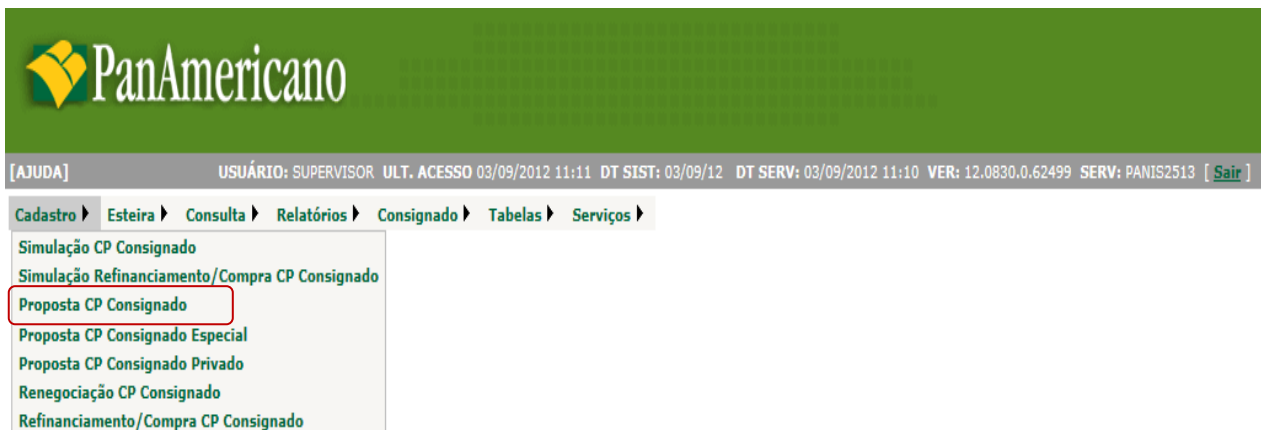 PanAmericano
[AJUDA] USUÁRIO: SUPERVISOR ULT. ACESSO 03/09/2012 11:11 DT SIST: 03/09/12 DT SERV: 03/09/2012 11:10 VER: 12.0830.0.62499 SERV: PANIS2513 [ Sair ]
Cadastro Esteira Consulta Relatórios Consignado Tabelas Serviços
Simulação CP Consignado
Simulação Refinanciamento/Compra CP Consignado
Proposta CP Consignado
Proposta CP Consignado Especial
Proposta CP Consignado Privado
Renegociação CP Consignado
Refinanciamento/Compra CP Consignado